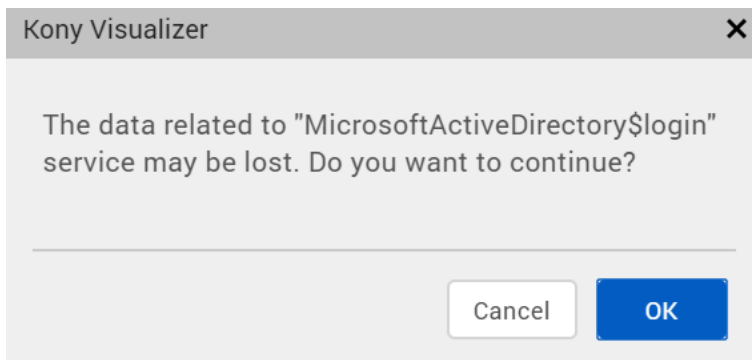 Kony Visualizer
The data related to "MicrosoftActiveDirectory$login"
service may be lost. Do you want to continue?
Cancel
OK